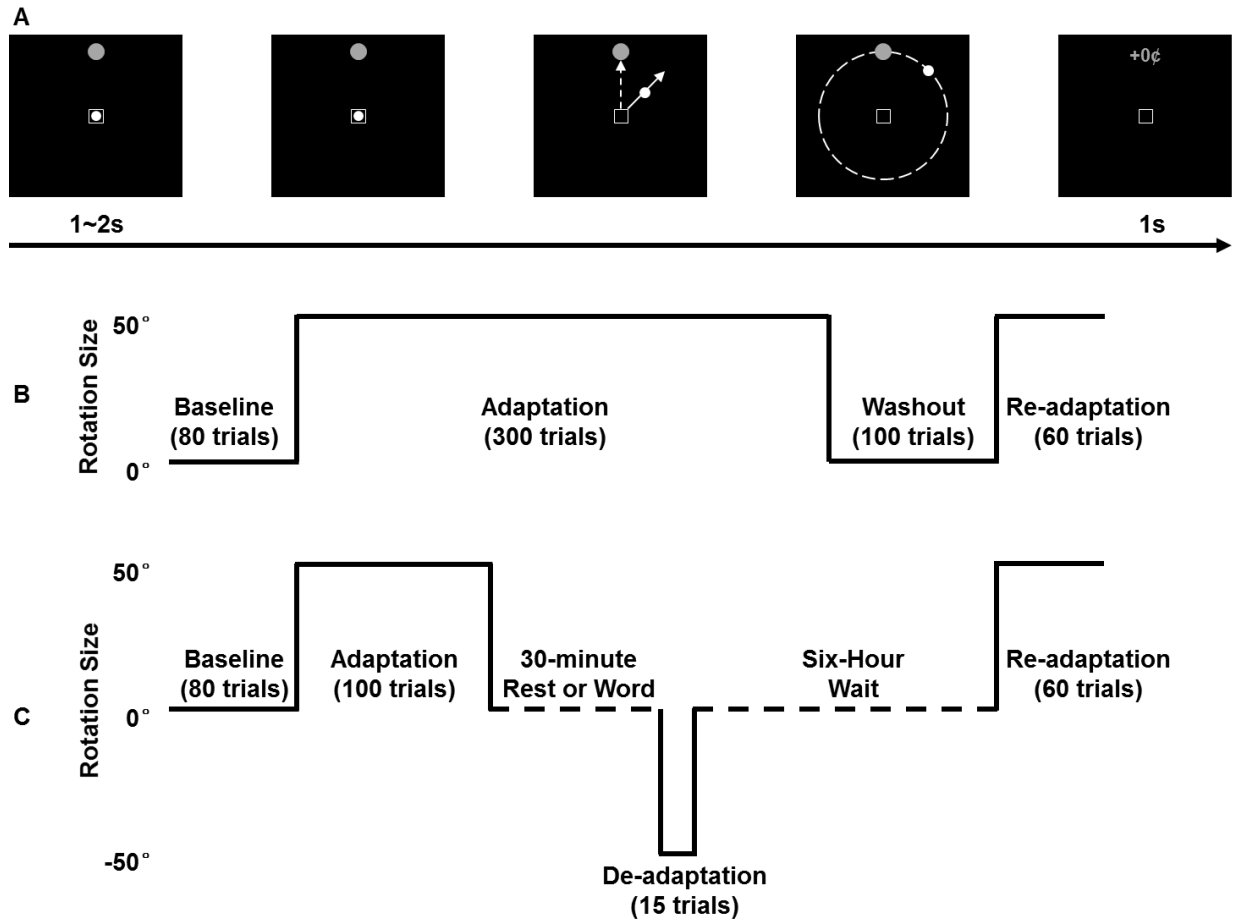 A
+0¢
1~2s
1s
B
Rotation Size
50°
0°
Baseline
(80 trials)
Adaptation
(300 trials)
Washout
(100 trials)
Re-adaptation
(60 trials)
C
Rotation Size
50°
0°
-50°
Baseline
(80 trials)
Adaptation
(100 trials)
30-minute
Rest or Word
Six-Hour
Wait
Re-adaptation
(60 trials)
De-adaptation
(15 trials)